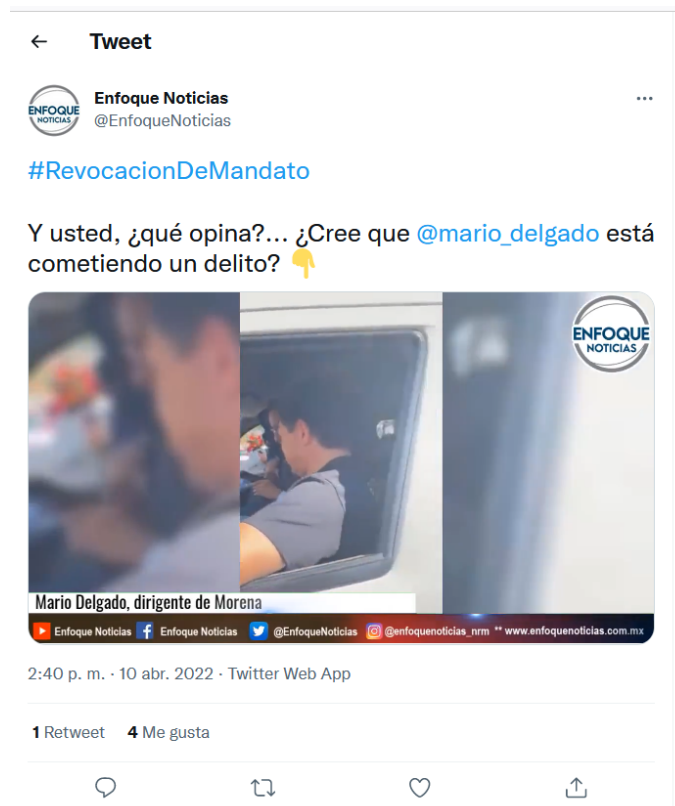 Tweet
ENFOQUE
NOTICIAS
Enfoque Noticias
@EnfoqueNoticias
#RevocacionDeMandato
Y usted, ¿qué opina?... ¿Cree que @mario_delgado está
cometiendo un delito? 👇
ENFOQUE
NOTICIAS
Mario Delgado, dirigente de Morena
Enfoque Noticias Enfoque Noticias @EnfoqueNoticias @enfoquenoticias_nrm ** www.enfoquenoticias.com.mx
2:40 p. m. · 10 abr. 2022 · Twitter Web App
1 Retweet 4 Me gusta